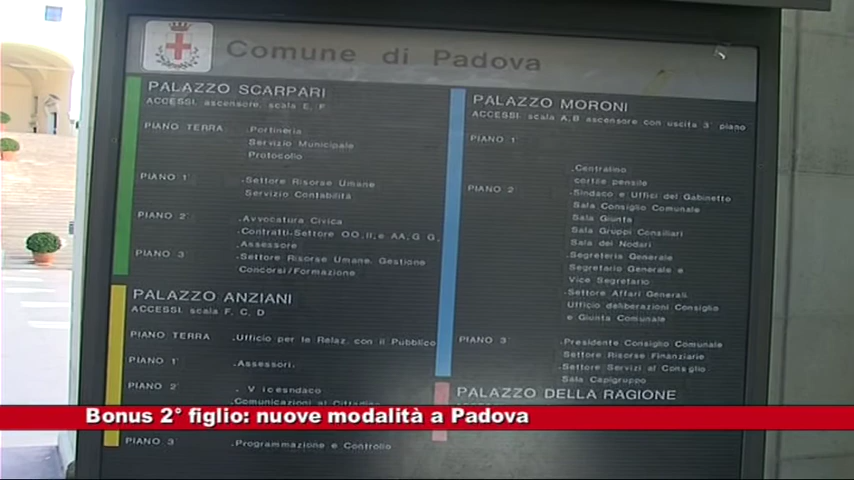 Comune di Padova
PALAZZO SCARPARI
ACCESSI. ascensore, scala E, F
PIANO TERRA .Portineria
Servizio Municipale
Protocollo
PIANO 1° .Settore Risorse Umane
Servizio Contabilità
PIANO 2° .Avvocatura Civica
.Contratti-Settore OO,II,e AA,G G,
.Assessore
PIANO 3° .Settore Risorse Umane, Gestione
Concorsi/Formazione
PALAZZO ANZIANI
ACCESSI. scala F, C, D
PIANO TERRA .Ufficio per le Relaz. con il Pubblico
PIANO 1° .Assessori.
PIANO 2° . V icesndaco
.Comunicazioni al Cittadino
PIANO 3° .Programmazione e Controllo
PALAZZO MORONI
ACCESSI. scala A,B ascensore con uscita 3° piano
PIANO 1°
.Centralino
cortile pensile
PIANO 2 .Sindaco e Uffici del Gabinetto
Sala Consiglio Comunale
Sala Giunta
Sala Gruppi Consiliari
Sala dei Nodari
.Segreteria Generale
Segretario Generale e
Vice Segretario
.Settore Affari Generali.
Ufficio deliberazioni Consiglio
e Giunta Comunale
PIANO 3 .Presidente Consiglio Comunale
Settore Risorse Finanziarie
.Settore Servizi al Consiglio
Sala Capigruppo
PALAZZO DELLA RAGIONE
Bonus 2° figlio: nuove modalità a Padova